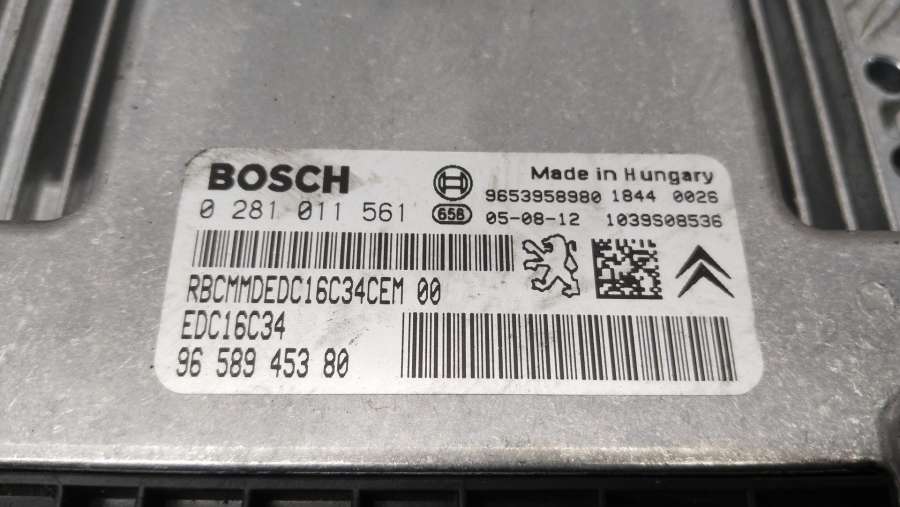 BOSCH
Made in Hungary
9653958980 1844 0026
0 281 011 561
658
05-08-12 1039S08536
RBCMMDEDC16C34CEM 00
EDC16C34
96 589 453 80